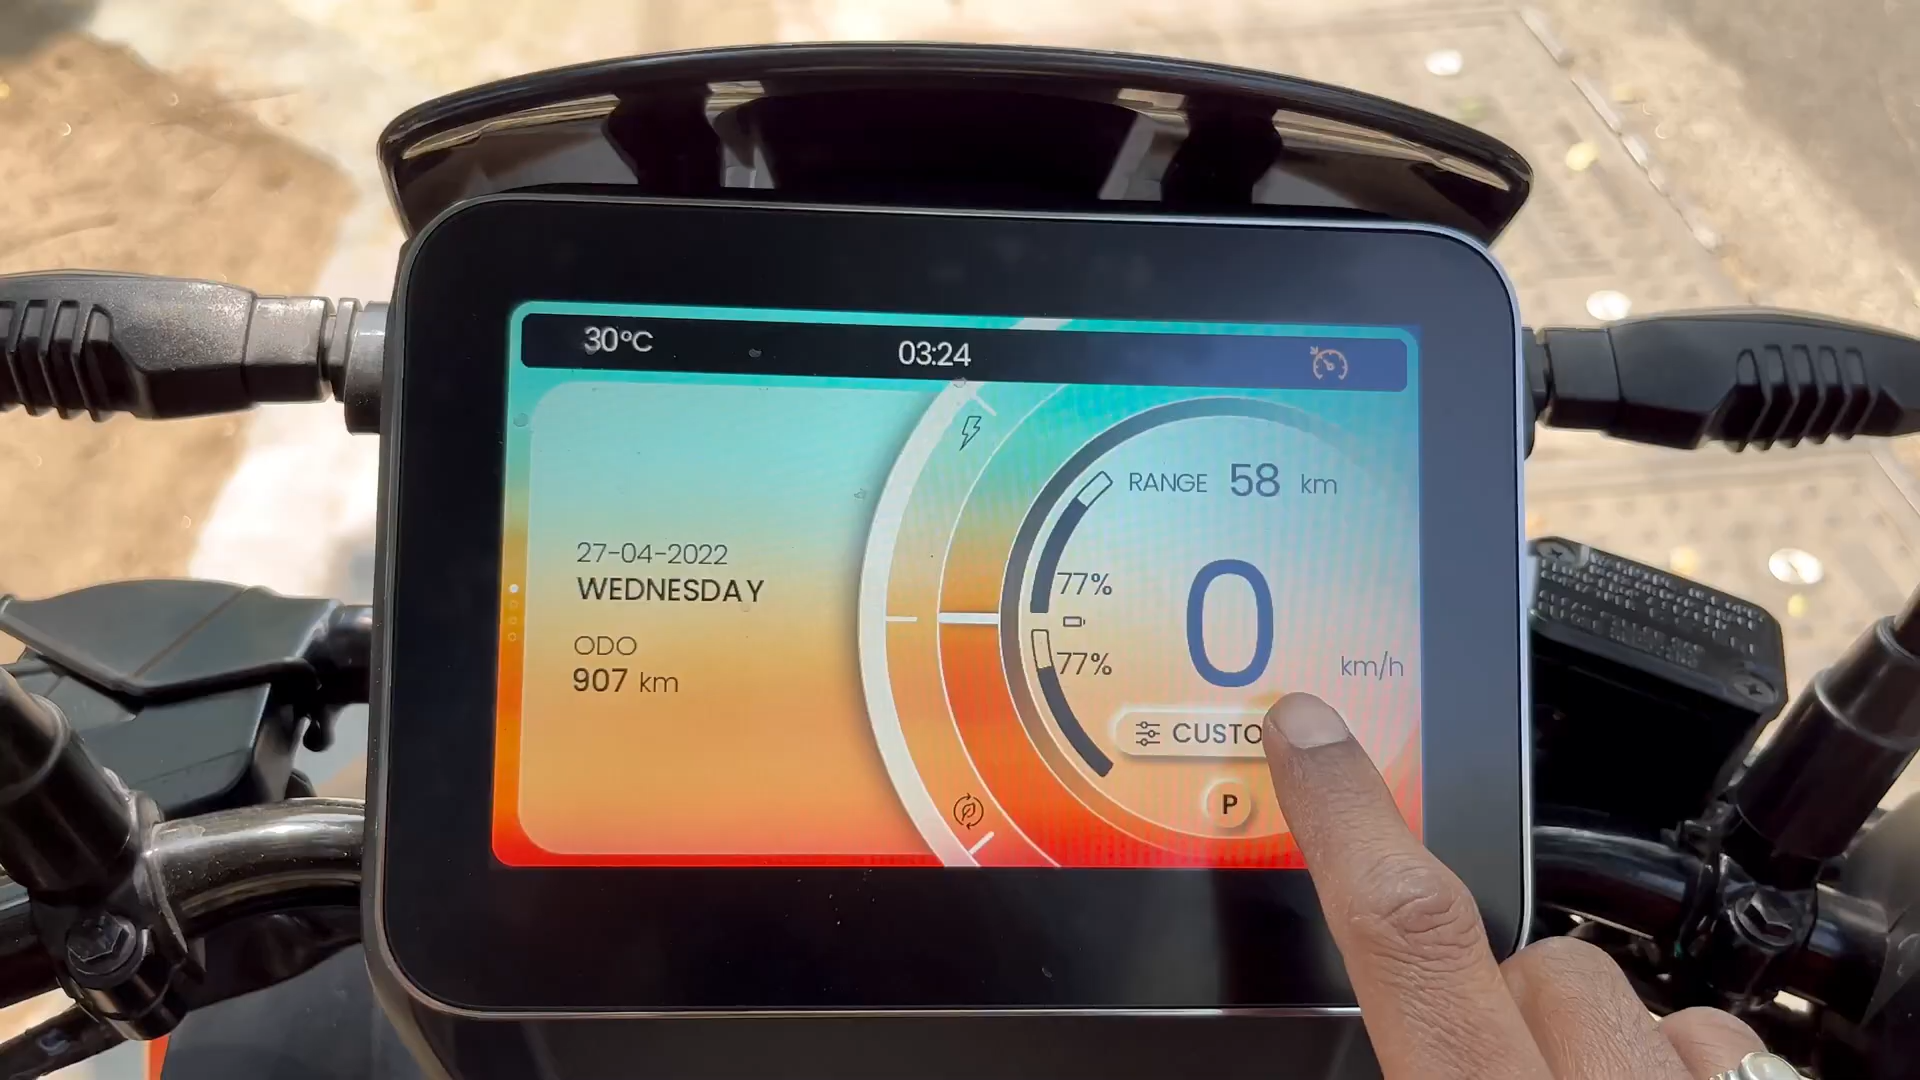 30°C
03:24
RANGE 58 km
27-04-2022
WEDNESDAY
77%
0
km/h
ODO
907 km
77%
CUSTO
P